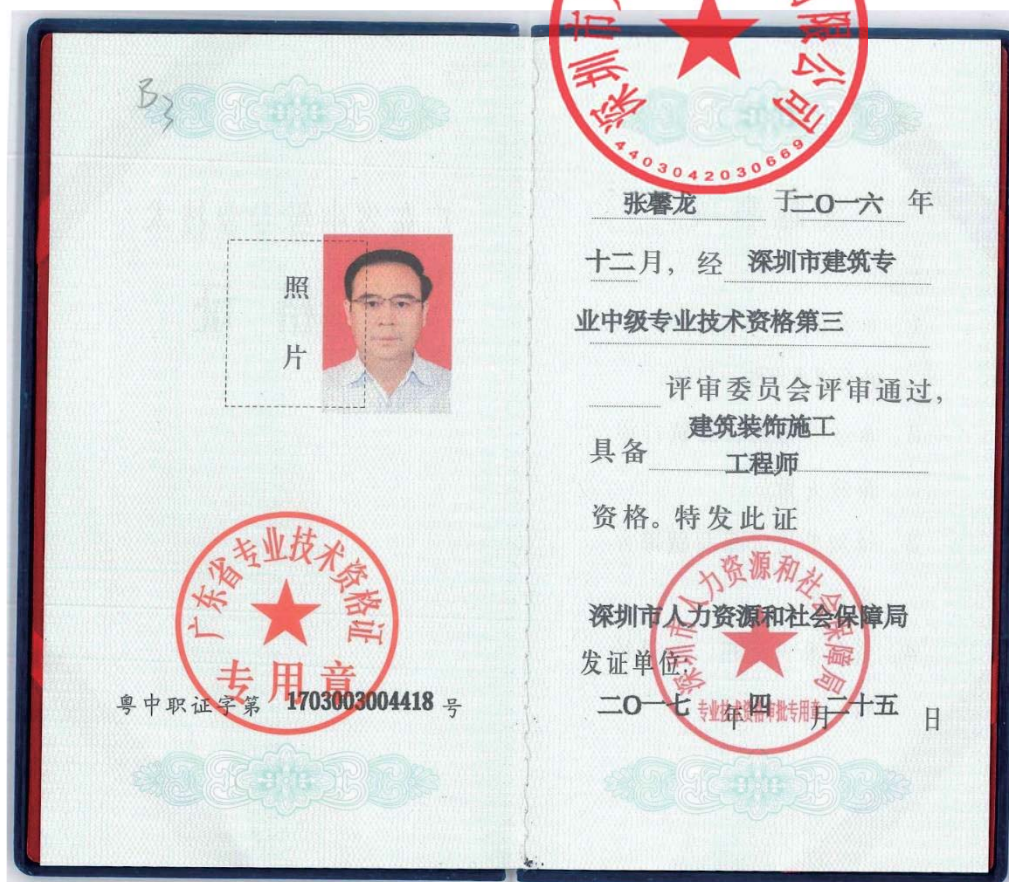 B3
照
片
广东省专业技术资格证
专用章
粤中职证字第 1703003004418 号
深圳市
限公司
4403042030669
张馨龙 于二〇一六 年
十二月，经 深圳市建筑专
业中级专业技术资格第三
评审委员会评审通过，
具备 建筑装饰施工
工程师
资格。特发此证
深圳市人力资源和社会保障局
深圳市人力资源和社会保障局
发证单位：
专业技术资格审批专用章
二〇一七 年 四 月 二十五 日